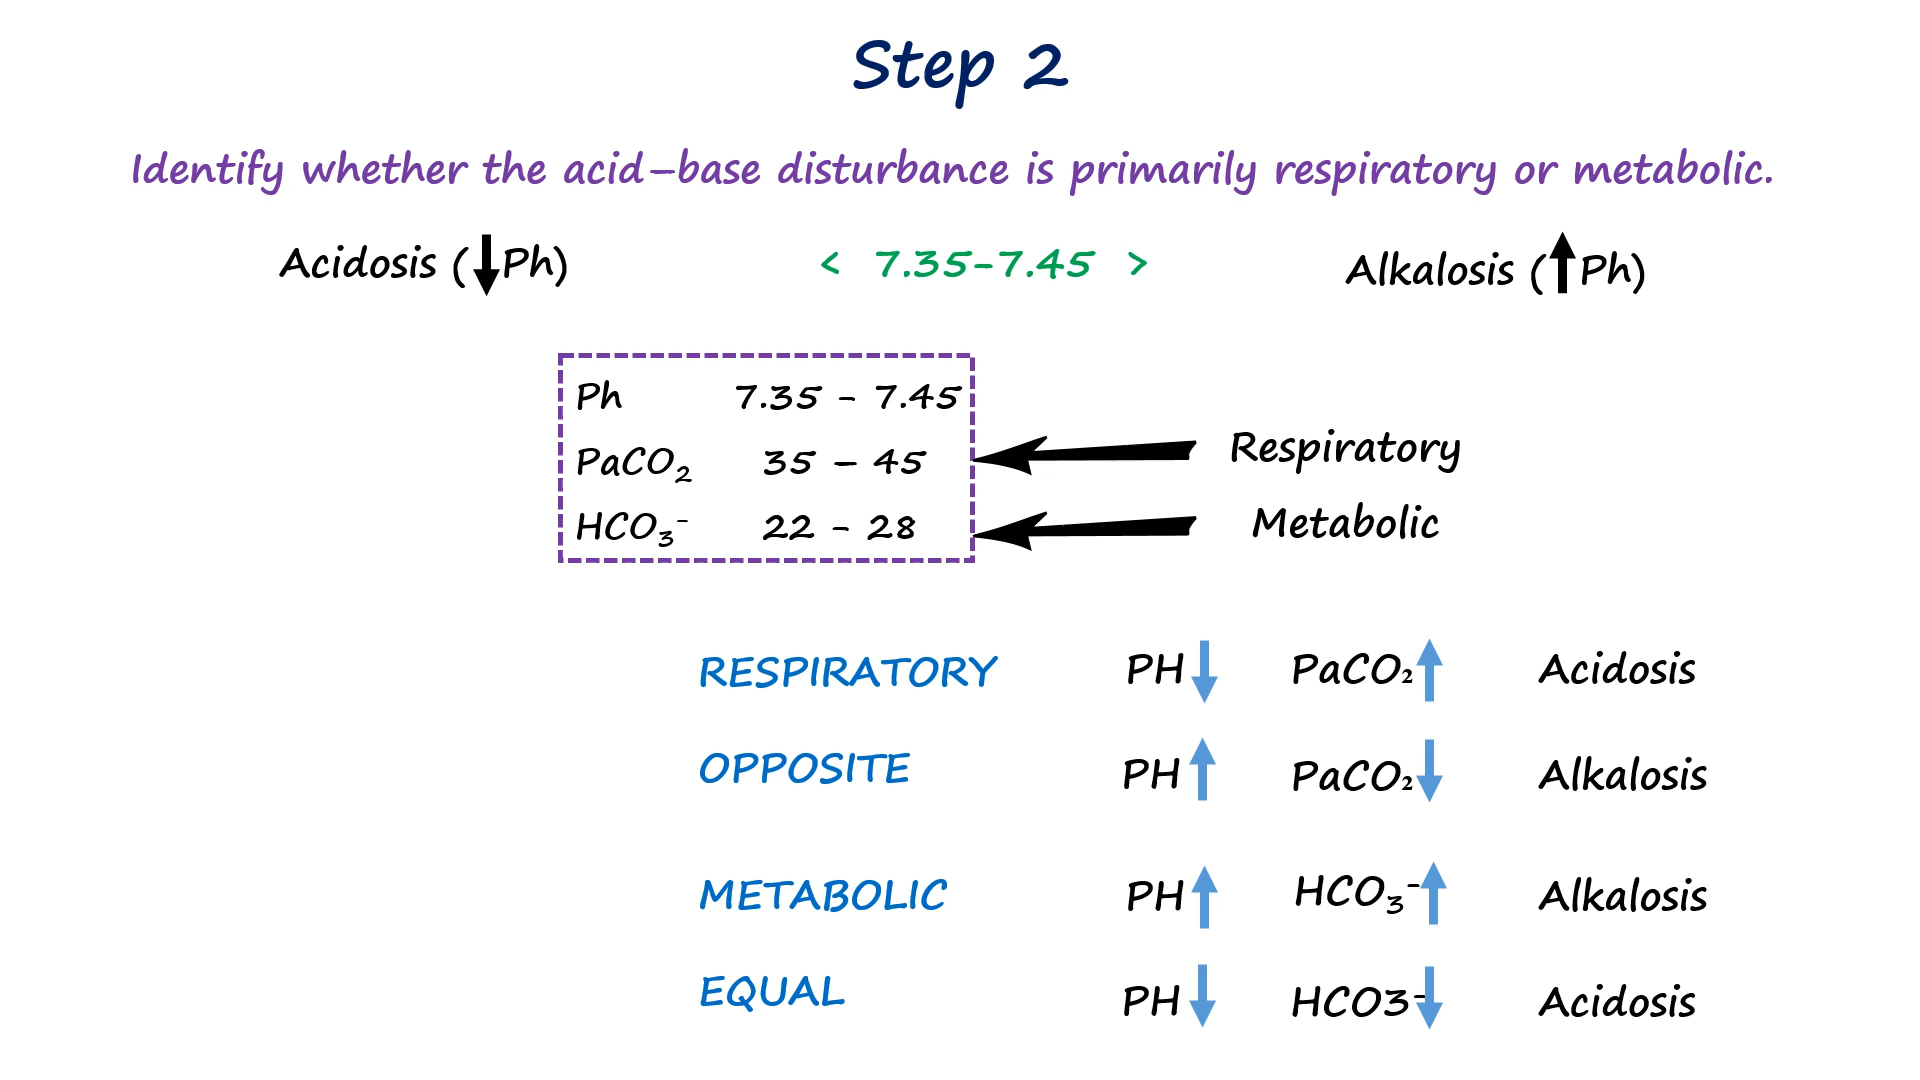 Step 2
Identify whether the acid–base disturbance is primarily respiratory or metabolic.
Acidosis (↓Ph) < 7.35-7.45 > Alkalosis (↑Ph)
Ph 7.35 - 7.45
PaCO₂ 35 – 45 Respiratory
HCO₃⁻ 22 - 28 Metabolic
RESPIRATORY PH↓ PaCO₂↑ Acidosis
OPPOSITE PH↑ PaCO₂↓ Alkalosis
METABOLIC PH↑ HCO₃⁻↑ Alkalosis
EQUAL PH↓ HCO3⁻↓ Acidosis